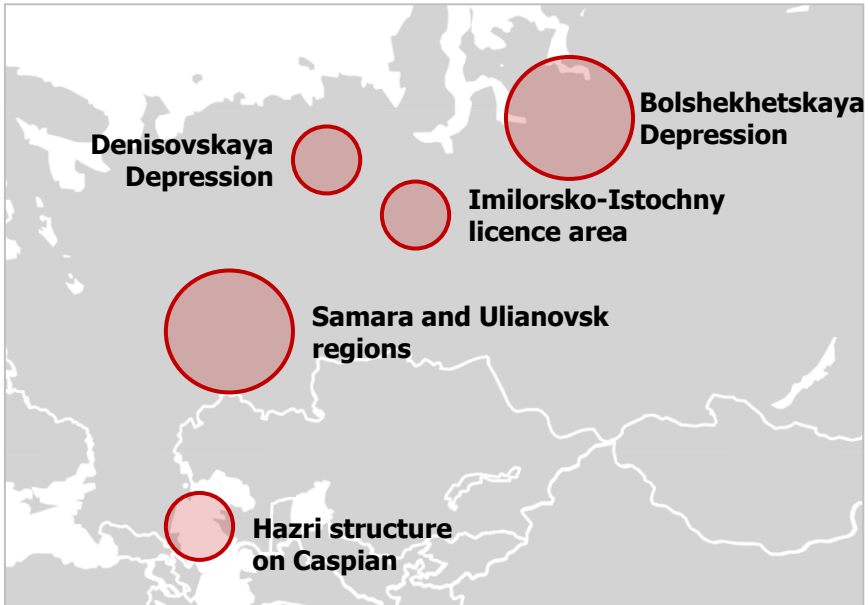 Bolshekhetskaya
Depression
Denisovskaya
Depression
Imilorsko-Istochny
licence area
Samara and Ulianovsk
regions
Hazri structure
on Caspian